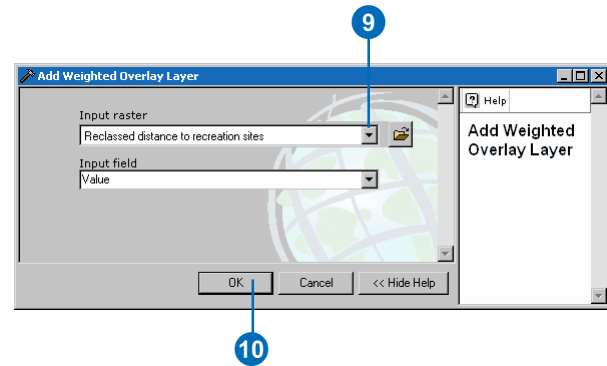 9
Add Weighted Overlay Layer
Input raster
Reclassed distance to recreation sites
Input field
Value
OK
Cancel
<< Hide Help
Help
Add Weighted
Overlay Layer
10